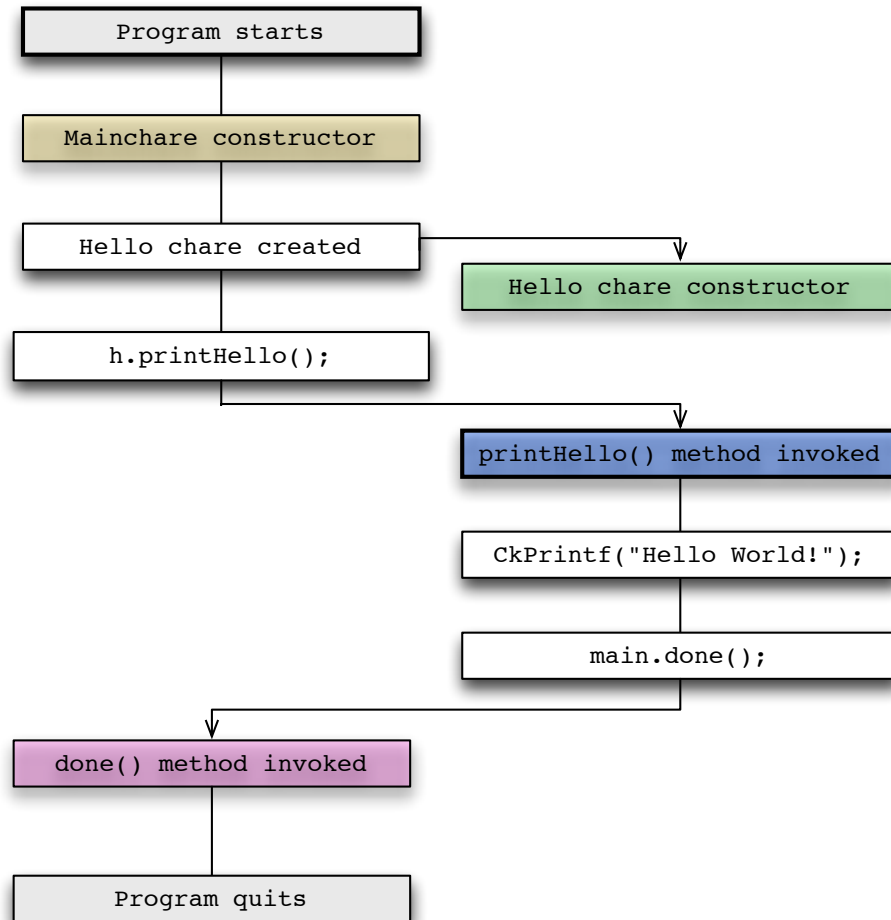 Program starts
Mainchare constructor
Hello chare created
Hello chare constructor
h.printHello();
printHello() method invoked
CkPrintf("Hello World!");
main.done();
done() method invoked
Program quits